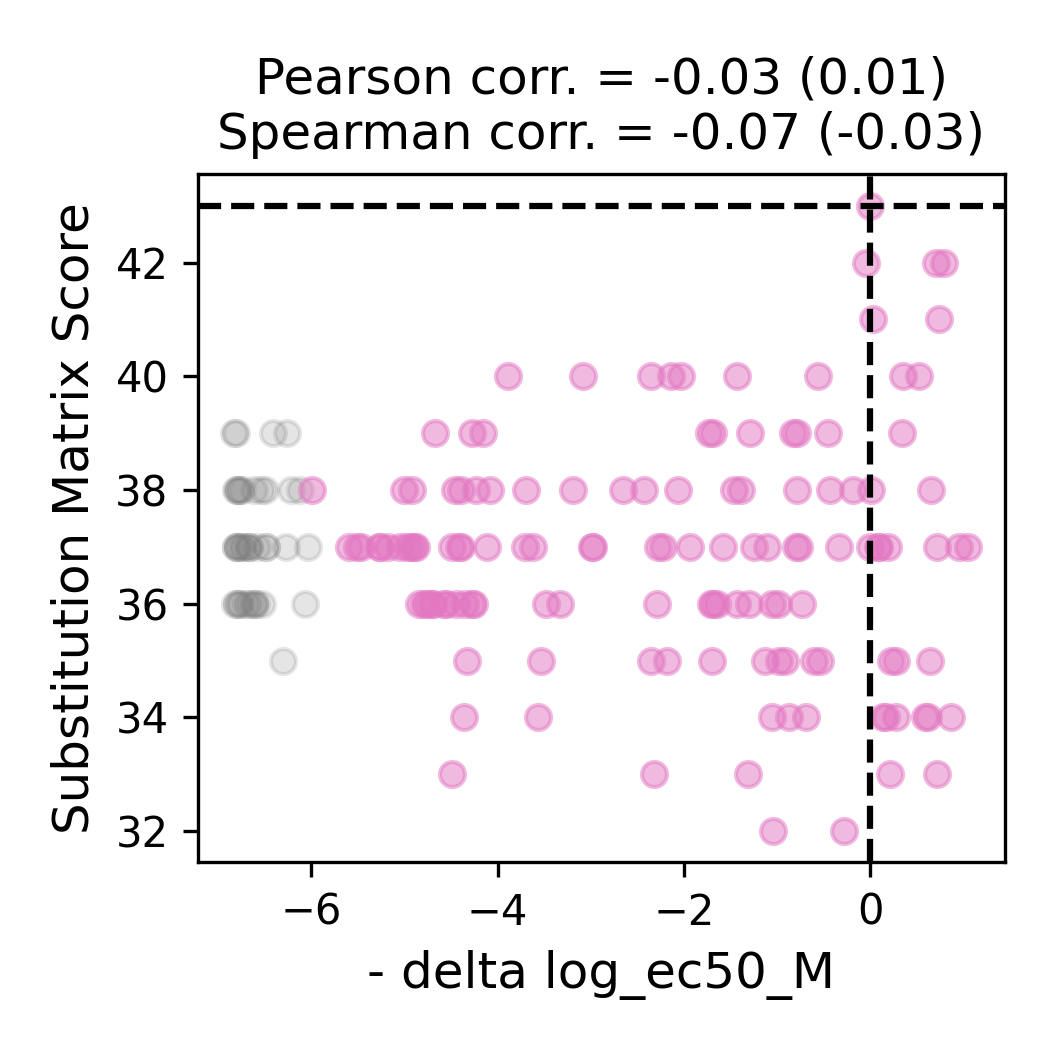 Pearson corr. = -0.03 (0.01)
Spearman corr. = -0.07 (-0.03)
Substitution Matrix Score
42
40
38
36
34
32
−6
−4
−2
0
- delta log_ec50_M